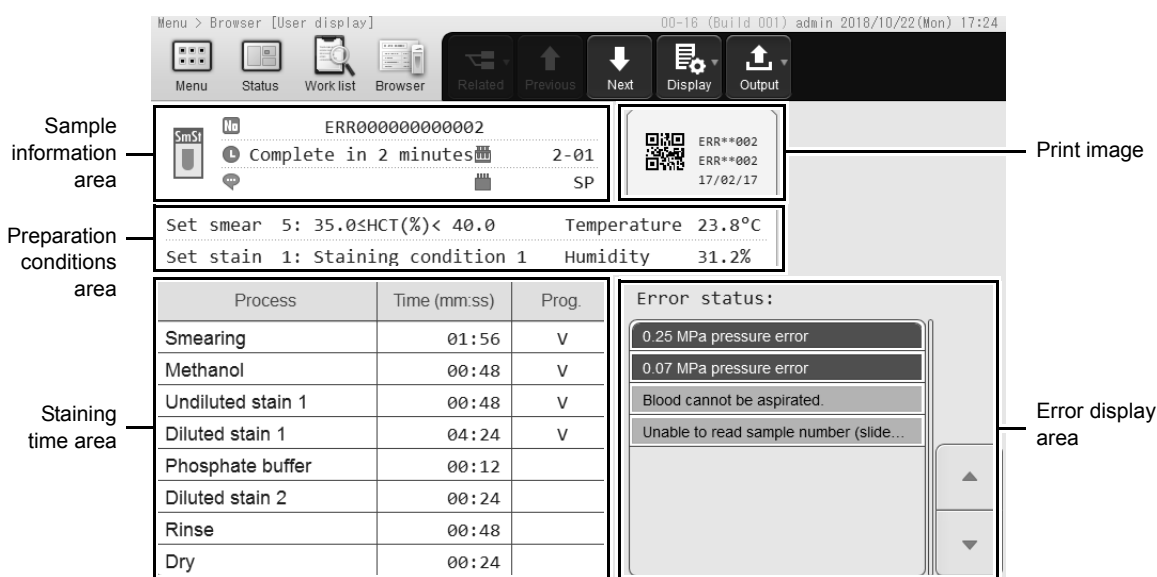 Menu > Browser [User display] 00-16 (Build 001) admin 2018/10/22(Mon) 17:24
Menu Status Work list Browser Related Previous Next Display Output
Sample
information
area
SmSt
No ERR000000000002
Complete in 2 minutes 2-01
SP
ERR**002
ERR**002
17/02/17
Print image
Preparation
conditions
area
Set smear 5: 35.0≤HCT(%)< 40.0 Temperature 23.8°C
Set stain 1: Staining condition 1 Humidity 31.2%
Staining
time area
Process Time (mm:ss) Prog.
Smearing 01:56 V
Methanol 00:48 V
Undiluted stain 1 00:48 V
Diluted stain 1 04:24 V
Phosphate buffer 00:12
Diluted stain 2 00:24
Rinse 00:48
Dry 00:24
Error status:
0.25 MPa pressure error
0.07 MPa pressure error
Blood cannot be aspirated.
Unable to read sample number (slide...
Error display
area